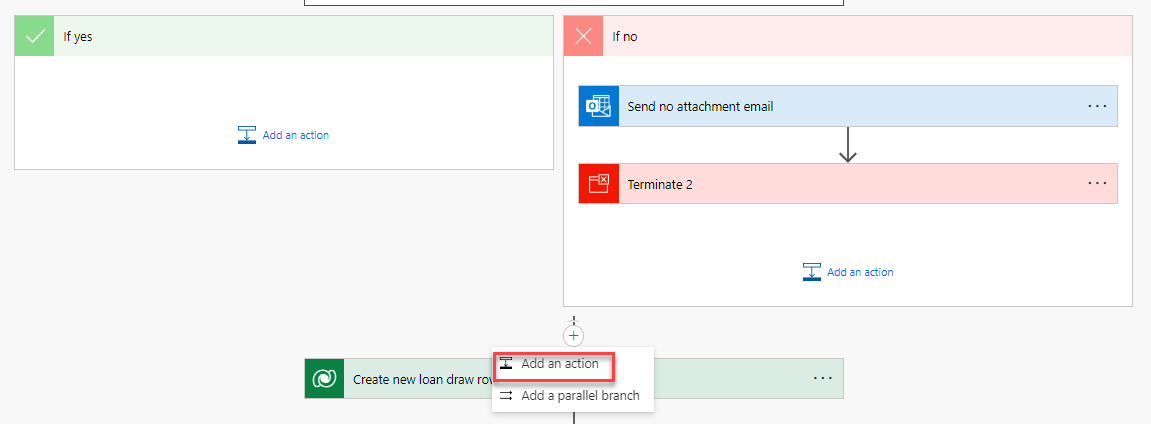 If yes
If no
Send no attachment email
Add an action
Terminate 2
Add an action
Add an action
Create new loan draw row
Add a parallel branch